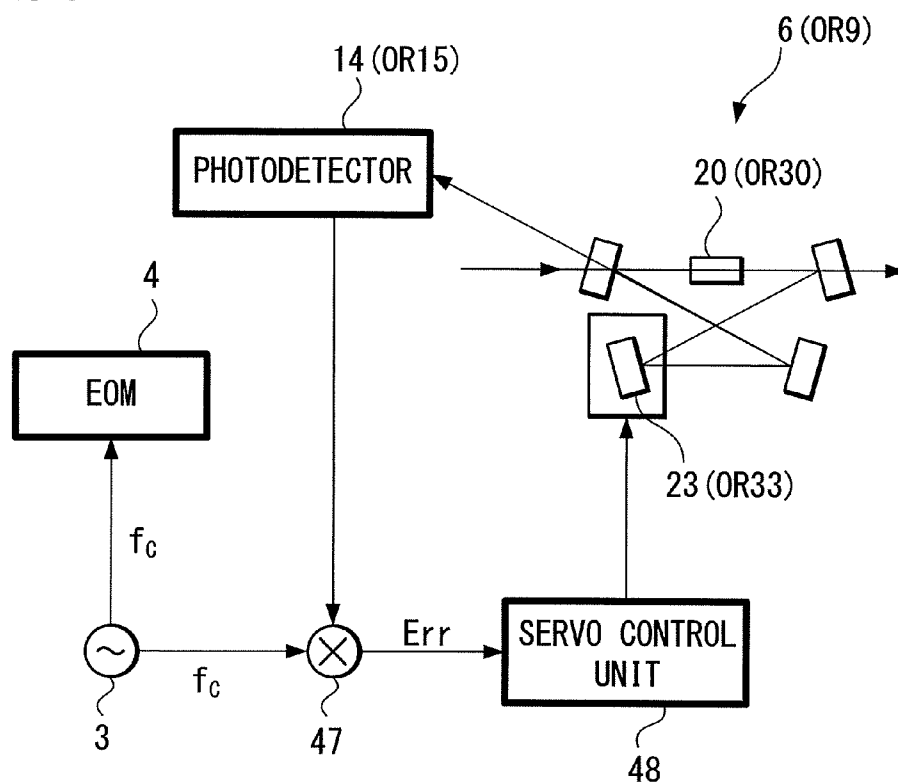 6(OR9)
14(OR15)
PHOTODETECTOR
20(OR30)
4
EOM
23(OR33)
fC
Err
SERVO CONTROL
UNIT
~
×
fC
3
47
48